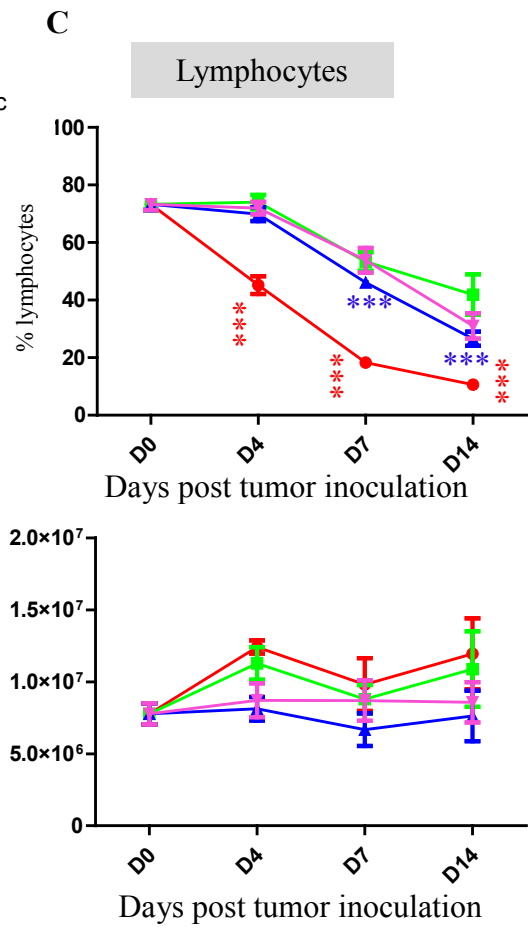 C
Lymphocytes
c
100
80
60
40
20
0
% lymphocytes
***
***
***
***
***
D0 D4 D7 D14
Days post tumor inoculation
2.0×10⁷
1.5×10⁷
1.0×10⁷
5.0×10⁶
0
D0 D4 D7 D14
Days post tumor inoculation